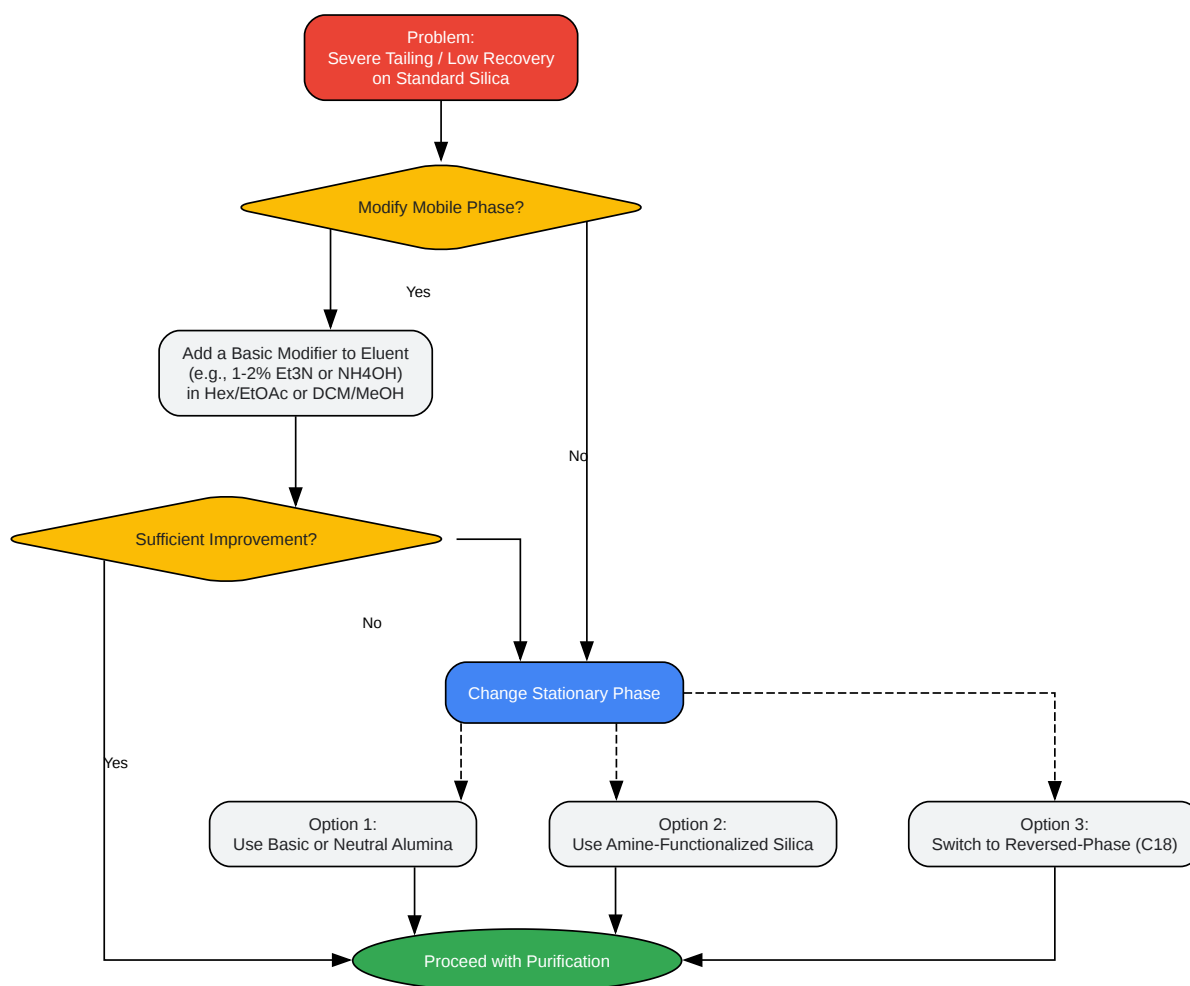 Problem:
Severe Tailing / Low Recovery
on Standard Silica
Modify Mobile Phase?
Yes
Add a Basic Modifier to Eluent
(e.g., 1-2% Et3N or NH4OH)
in Hex/EtOAc or DCM/MeOH
No
Sufficient Improvement?
No
Change Stationary Phase
Yes
Option 1:
Use Basic or Neutral Alumina
Option 2:
Use Amine-Functionalized Silica
Option 3:
Switch to Reversed-Phase (C18)
Proceed with Purification